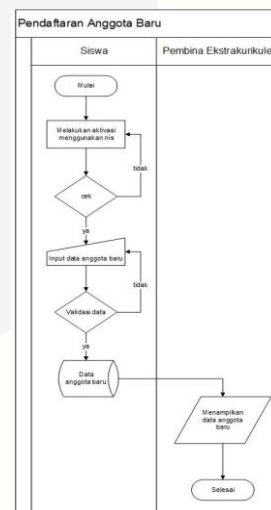 Pendaftaran Anggota Baru
Siswa
Pembina Ekstrakurikule
Mulai
Melakukan aktivasi
menggunakan nis
tidak
cek
ya
Input data anggota baru
tidak
Validasi data
ya
Data
anggota baru
Menampilkan
data anggota
baru
Selesai